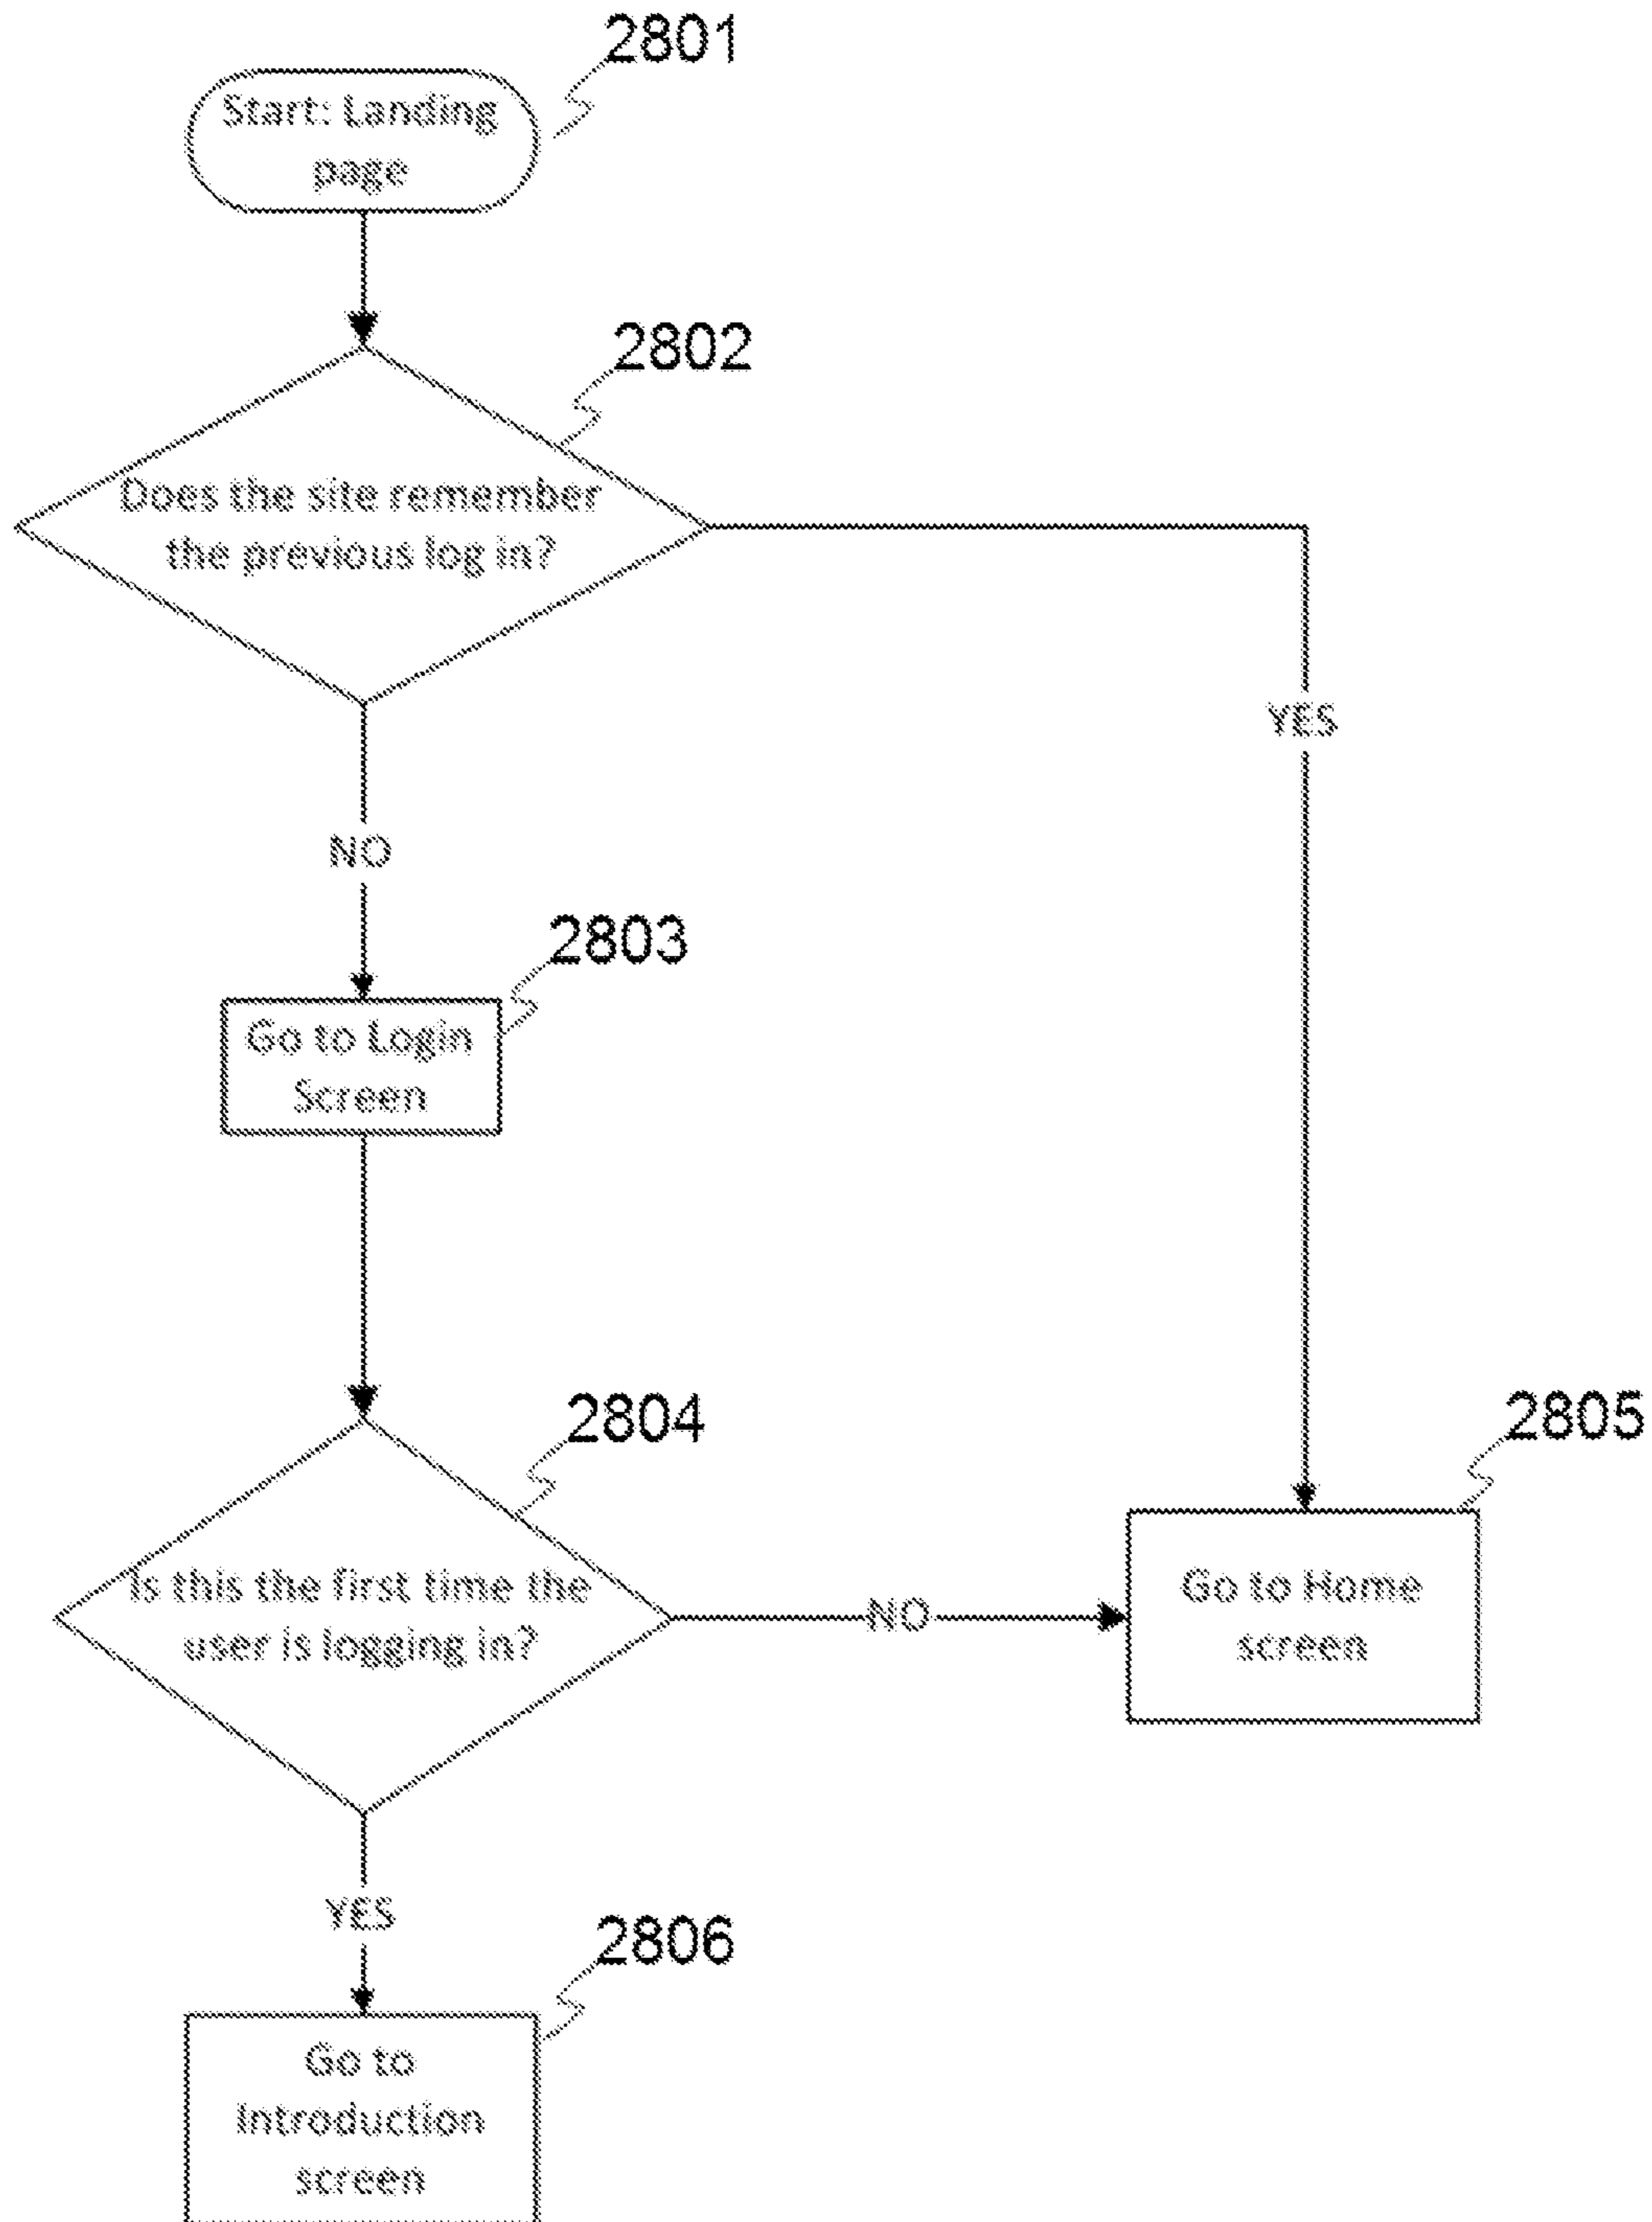 2801
Start: Landing
page
2802
Does the site remember
the previous log in?
YES
NO
2803
Go to Login
Screen
2804
2805
Is this the first time the
user is logging in?
NO
Go to Home
screen
YES
2806
Go to
Introduction
screen